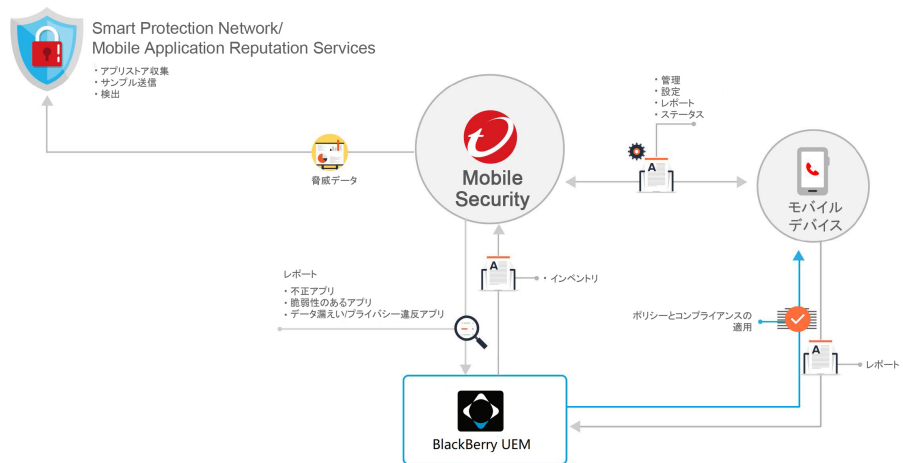 Smart Protection Network/
Mobile Application Reputation Services
・アプリストア収集
・サンプル送信
・検出
脅威データ
Mobile
Security
・管理
・設定
・レポート
・ステータス
A
モバイル
デバイス
レポート
・不正アプリ
・脆弱性のあるアプリ
・データ漏えい/プライバシー違反アプリ
A
・インベントリ
ポリシーとコンプライアンスの
適用
A
レポート
BlackBerry UEM